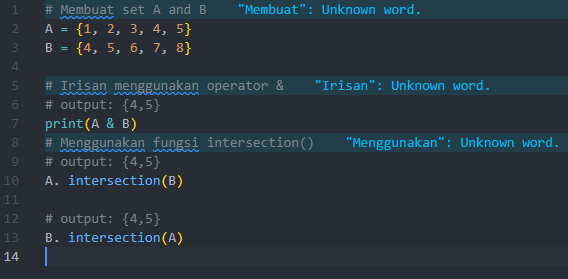 1 # Membuat set A and B "Membuat": Unknown word.
2 A = {1, 2, 3, 4, 5}
3 B = {4, 5, 6, 7, 8}
4
5 # Irisan menggunakan operator & "Irisan": Unknown word.
6 # output: {4,5}
7 print(A & B)
8 # Menggunakan fungsi intersection() "Menggunakan": Unknown word.
9 # output: {4,5}
10 A. intersection(B)
11
12 # output: {4,5}
13 B. intersection(A)
14